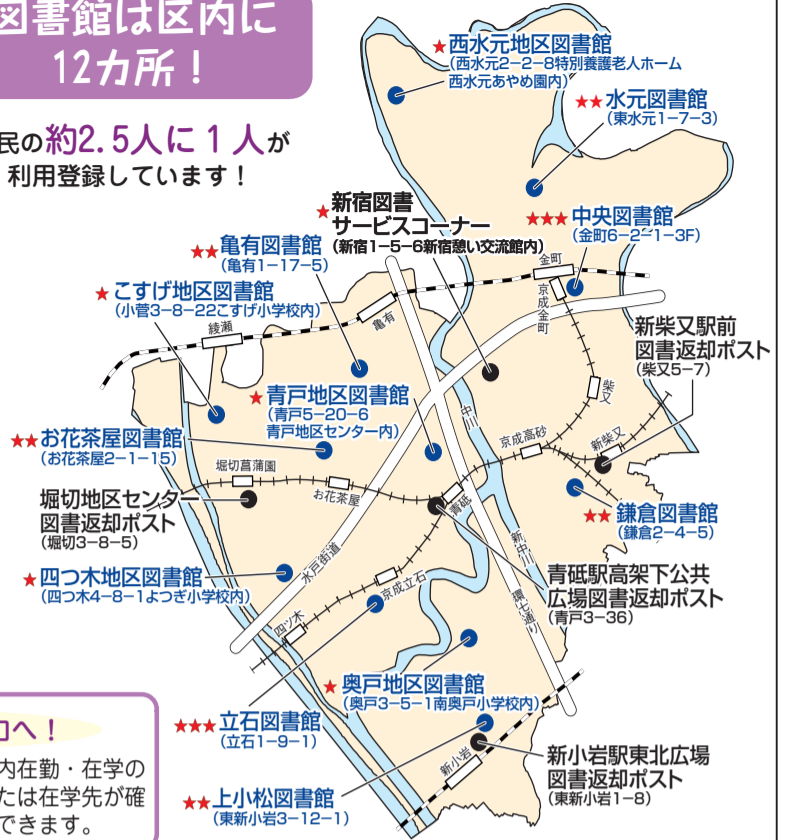 図書館は区内に
12カ所！
民の約2.5人に1人が
利用登録しています！
★西水元地区図書館
（西水元2−2−8特別養護老人ホーム
西水元あやめ園内）
★★水元図書館
（東水元1−7−3）
★新宿図書
サービスコーナー
（新宿1−5−6新宿憩い交流館内）
★★★中央図書館
（金町6−2−1−3F）
★★亀有図書館
（亀有1−17−5）
★こすげ地区図書館
（小菅3−8−22こすげ小学校内）
金町
京成金町
綾瀬
亀有
新柴又駅前
図書返却ポスト
（柴又5−7）
★青戸地区図書館
（青戸5−20−6
青戸地区センター内）
柴又
中川
★★お花茶屋図書館
（お花茶屋2−1−15）
京成高砂
新柴又
堀切菖蒲園
お花茶屋
青砥
堀切地区センター
図書返却ポスト
（堀切3−8−5）
★★鎌倉図書館
（鎌倉2−4−5）
新中川
水戸街道
★四つ木地区図書館
（四つ木4−8−1よつぎ小学校内）
京成立石
青砥駅高架下公共
広場図書返却ポスト
（青戸3−36）
環七通り
四ツ木
★奥戸地区図書館
（奥戸3−5−1南奥戸小学校内）
★★★立石図書館
（立石1−9−1）
新小岩
新小岩駅東北広場
図書返却ポスト
（東新小岩1−8）
★★上小松図書館
（東新小岩3−12−1）
へ！
内在勤・在学の
たは在学先が確
できます。